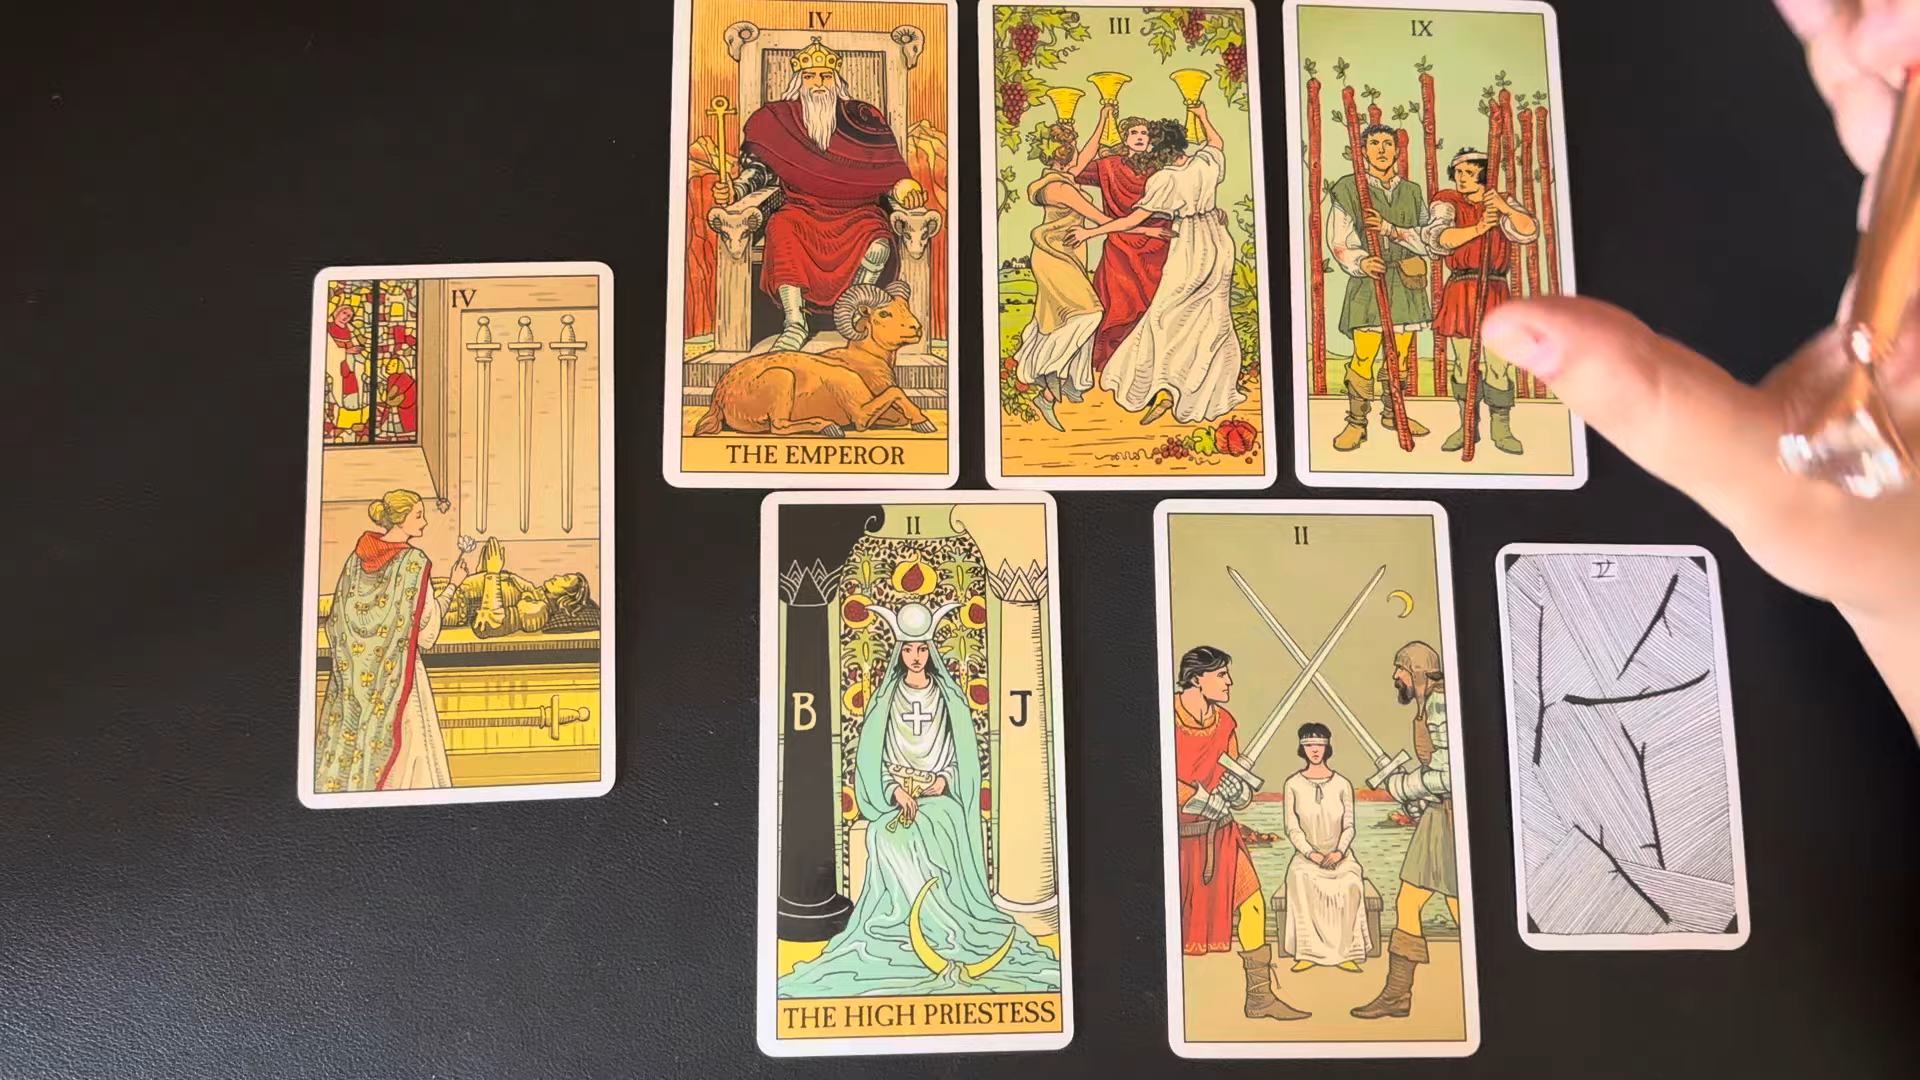 IV
IV
THE EMPEROR
III
IX
II
B
J
THE HIGH PRIESTESS
II
V